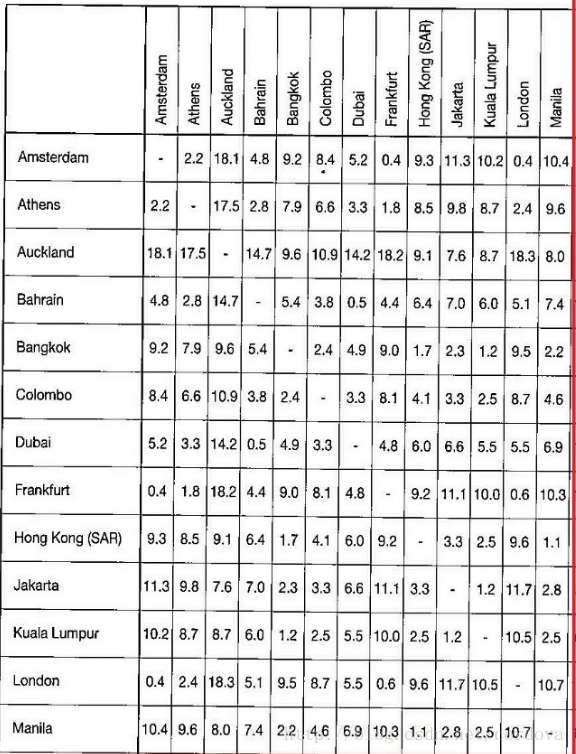 Amsterdam Athens Auckland Bahrain Bangkok Colombo Dubai Frankfurt Hong Kong (SAR) Jakarta Kuala Lumpur London Manila
Amsterdam - 2.2 18.1 4.8 9.2 8.4 5.2 0.4 9.3 11.3 10.2 0.4 10.4
Athens 2.2 - 17.5 2.8 7.9 6.6 3.3 1.8 8.5 9.8 8.7 2.4 9.6
Auckland 18.1 17.5 - 14.7 9.6 10.9 14.2 18.2 9.1 7.6 8.7 18.3 8.0
Bahrain 4.8 2.8 14.7 - 5.4 3.8 0.5 4.4 6.4 7.0 6.0 5.1 7.4
Bangkok 9.2 7.9 9.6 5.4 - 2.4 4.9 9.0 1.7 2.3 1.2 9.5 2.2
Colombo 8.4 6.6 10.9 3.8 2.4 - 3.3 8.1 4.1 3.3 2.5 8.7 4.6
Dubai 5.2 3.3 14.2 0.5 4.9 3.3 - 4.8 6.0 6.6 5.5 5.5 6.9
Frankfurt 0.4 1.8 18.2 4.4 9.0 8.1 4.8 - 9.2 11.1 10.0 0.6 10.3
Hong Kong (SAR) 9.3 8.5 9.1 6.4 1.7 4.1 6.0 9.2 - 3.3 2.5 9.6 1.1
Jakarta 11.3 9.8 7.6 7.0 2.3 3.3 6.6 11.1 3.3 - 1.2 11.7 2.8
Kuala Lumpur 10.2 8.7 8.7 6.0 1.2 2.5 5.5 10.0 2.5 1.2 - 10.5 2.5
London 0.4 2.4 18.3 5.1 9.5 8.7 5.5 0.6 9.6 11.7 10.5 - 10.7
Manila 10.4 9.6 8.0 7.4 2.2 4.6 6.9 10.3 1.1 2.8 2.5 10.7 -